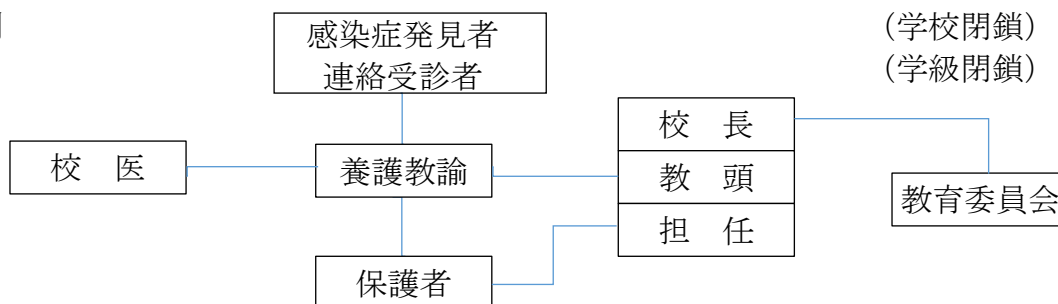 感染症発見者
連絡受診者
(学校閉鎖)
(学級閉鎖)
校　長
校　医
養護教諭
教　頭
教育委員会
担　任
保護者